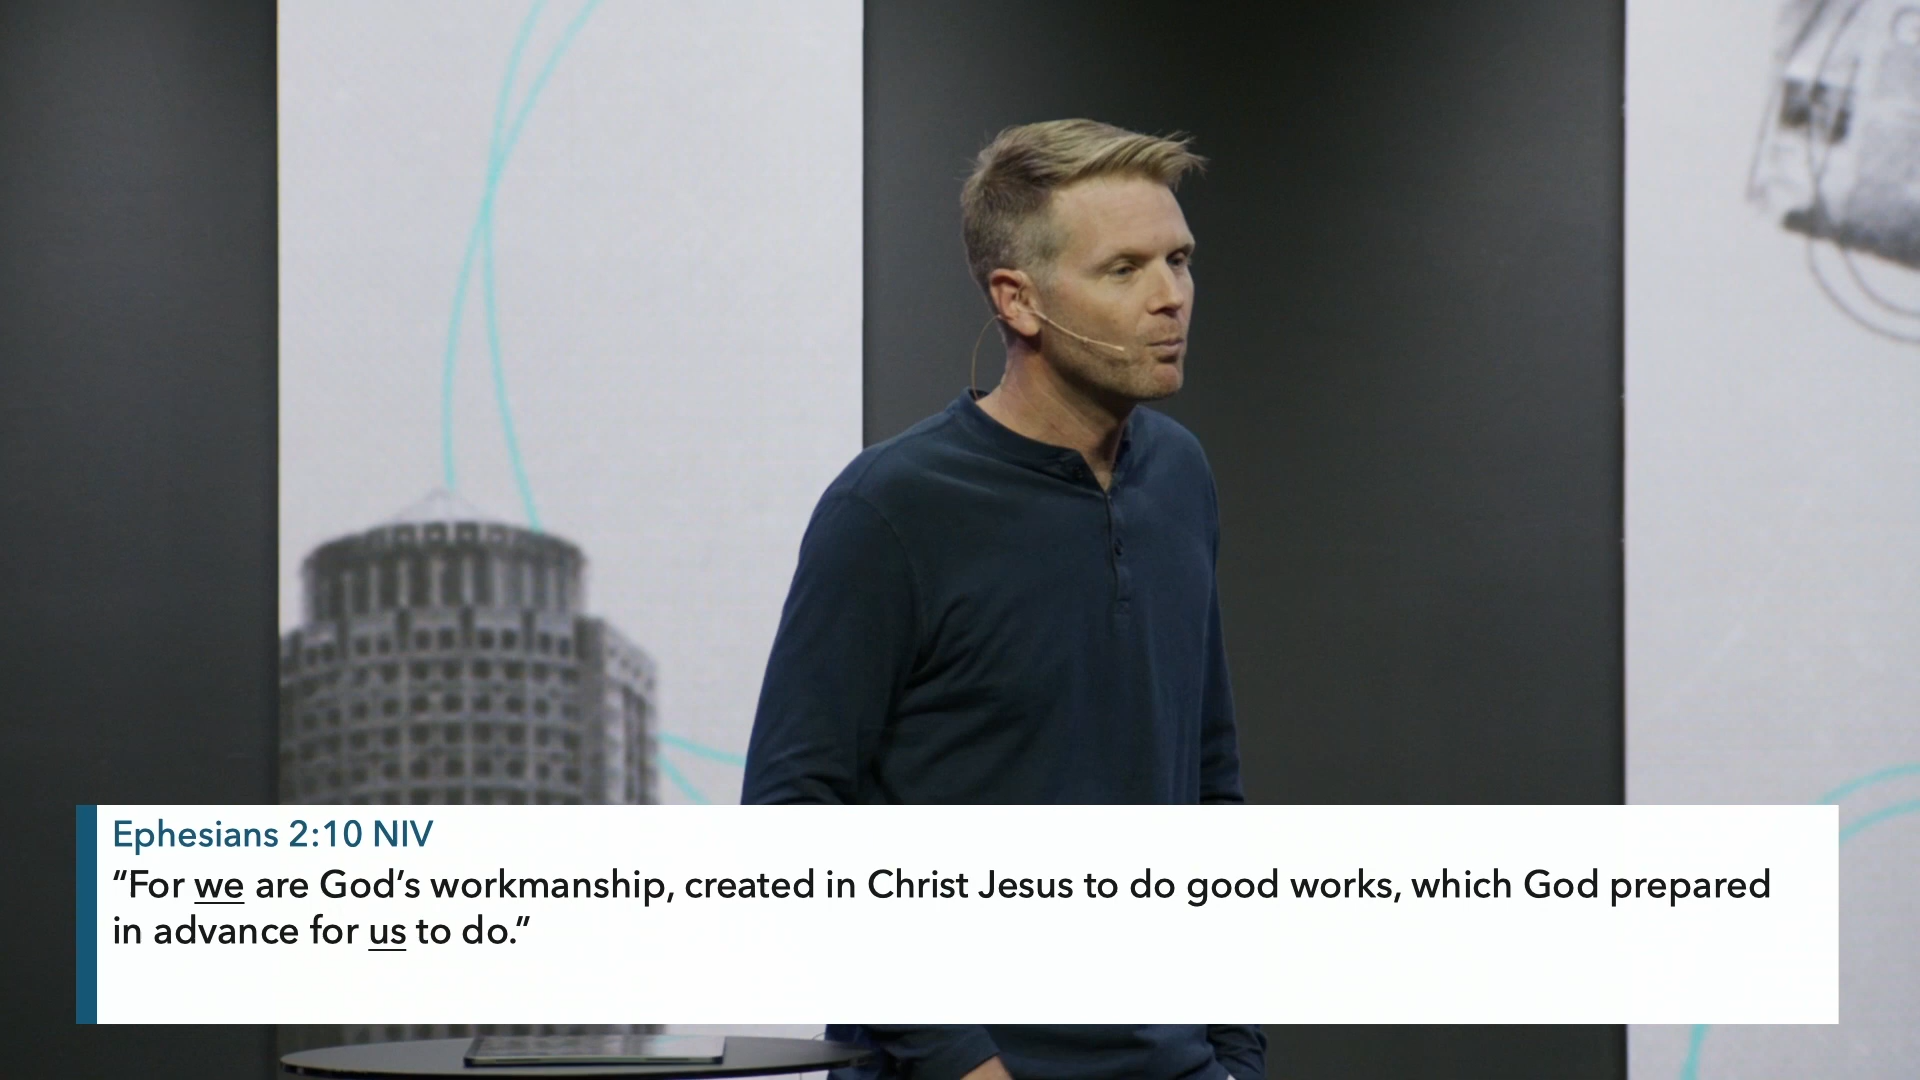 Ephesians 2:10 NIV
“For we are God’s workmanship, created in Christ Jesus to do good works, which God prepared
in advance for us to do.”